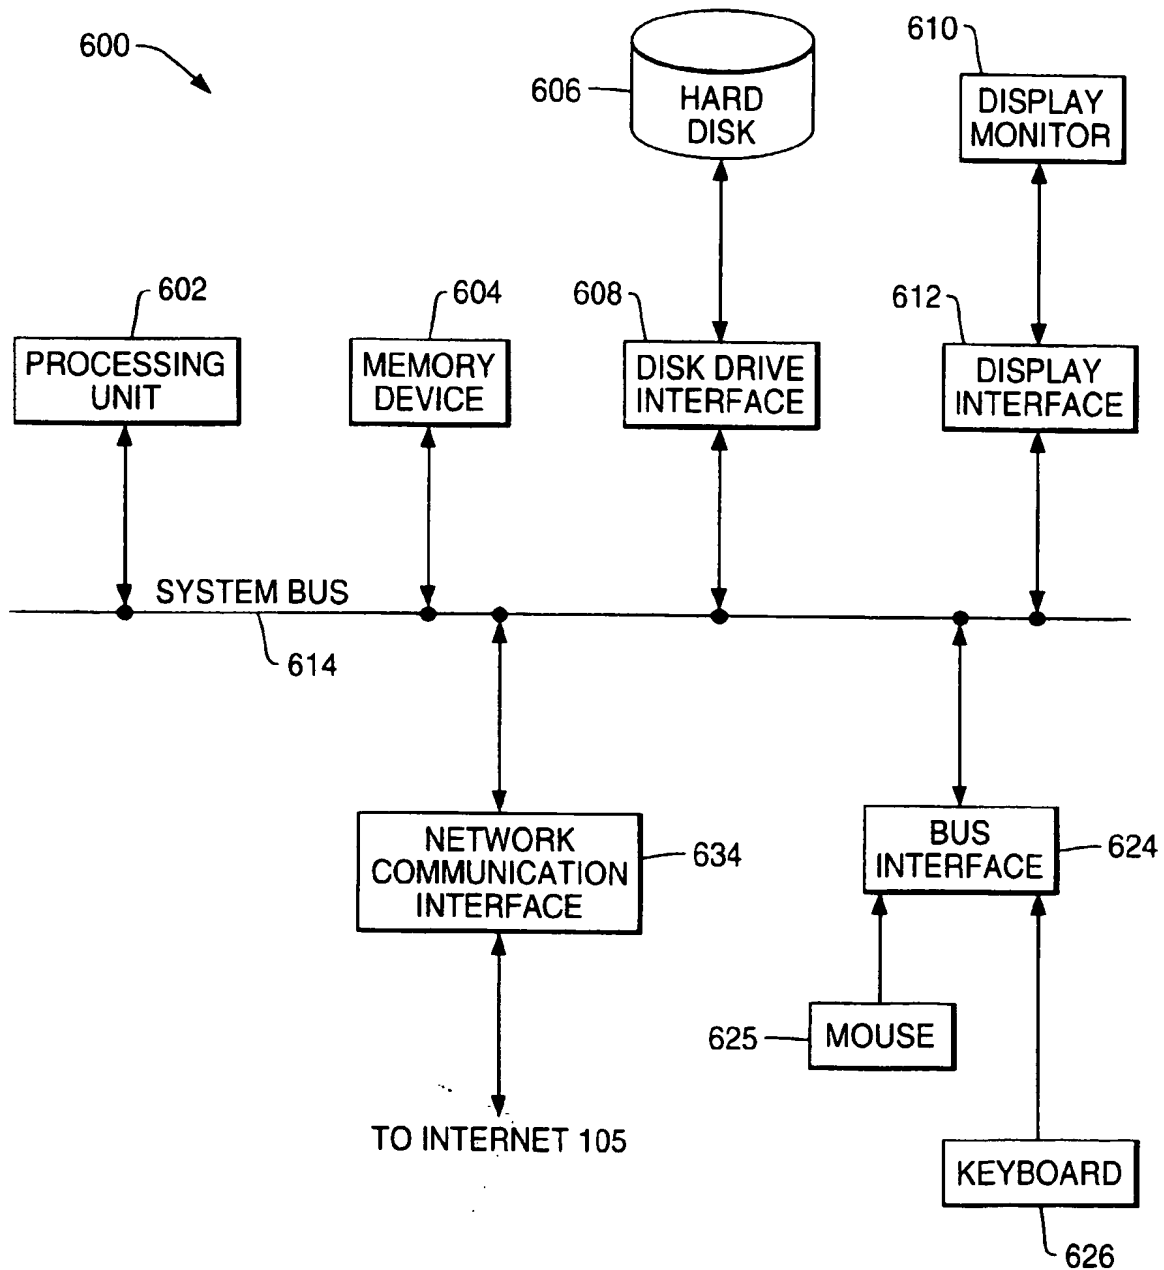 600
606
HARD
DISK
610
DISPLAY
MONITOR
602
PROCESSING
UNIT
604
MEMORY
DEVICE
608
DISK DRIVE
INTERFACE
612
DISPLAY
INTERFACE
SYSTEM BUS
614
NETWORK
COMMUNICATION
INTERFACE
634
BUS
INTERFACE
624
625
MOUSE
TO INTERNET 105
KEYBOARD
626